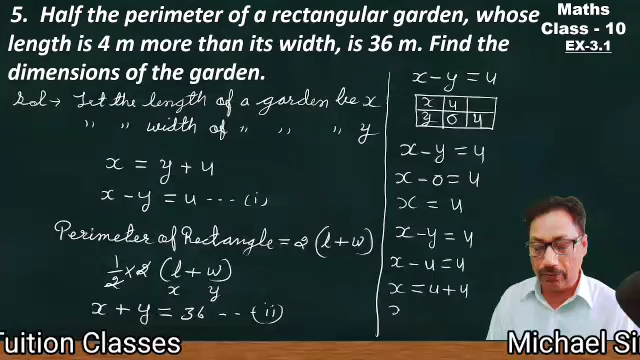 5. Half the perimeter of a rectangular garden, whose
length is 4 m more than its width, is 36 m. Find the
dimensions of the garden.
Maths
Class - 10
EX-3.1
Sol → Let the length of a garden be x
〃 〃 width of 〃 〃 〃 y
x = y + 4
x - y = 4 --- (i)
Perimeter of Rectangle = 2 (l+w)
1/2 × 2 (l+w)
x y
x + y = 36 -- (ii)
x - y = 4
x 4
y 0 4
x - y = 4
x - 0 = 4
x = 4
x - y = 4
x - 4 = 4
x = 4 + 4
Tuition Classes
Michael Si